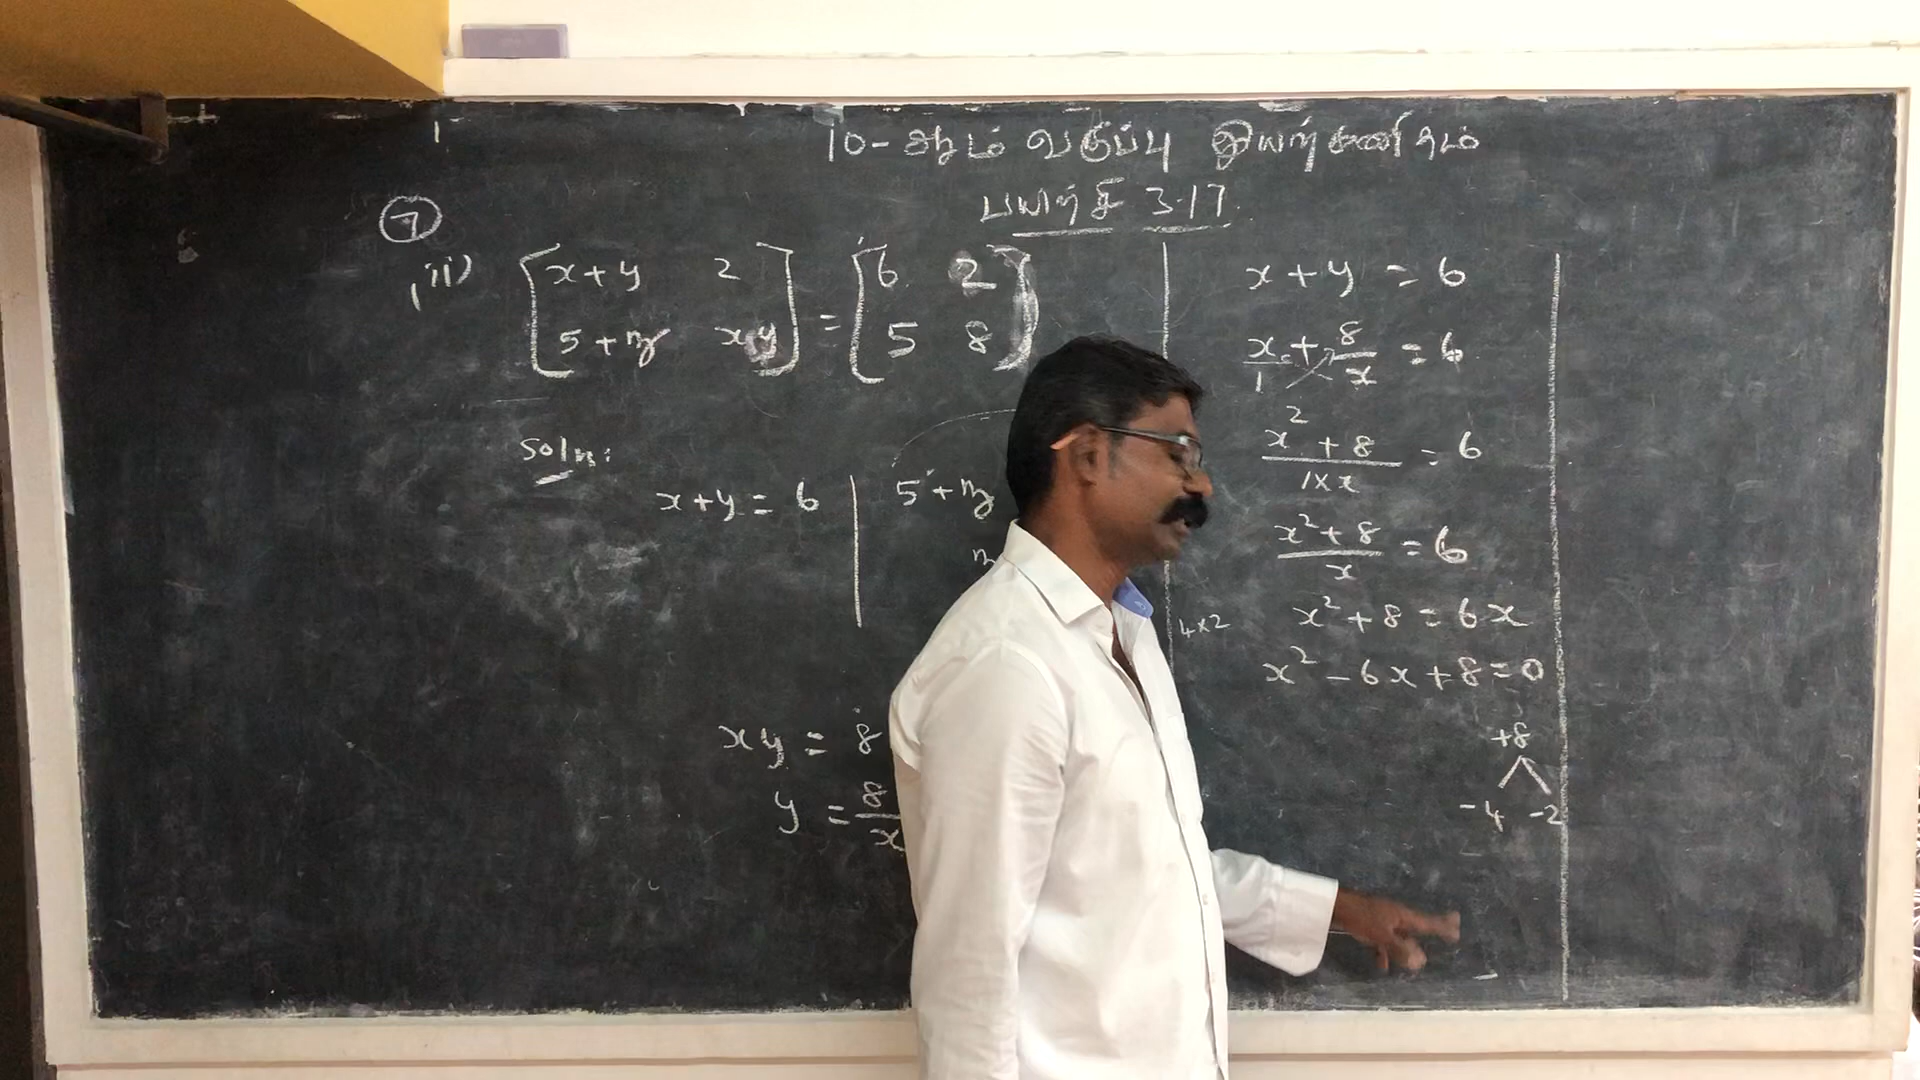 10-ஆம் வகுப்பு இயற்கணிதம்
பயிற்சி 3.17
7
ii) [x+y 2] = [6 2]
[5+z xy] [5 8]
Soln:
x+y = 6
5+z
z
xy = 8
y = 8/x
x+y = 6
x/1 + 8/x = 6
x²+8 / 1×x = 6
x²+8 / x = 6
4×2
x²+8 = 6x
x²-6x+8=0
+8
-4 -2